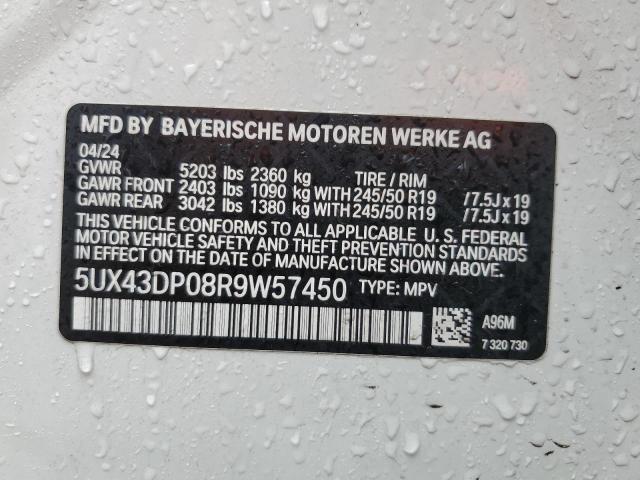 MFD BY BAYERISCHE MOTOREN WERKE AG
04/24
GVWR 5203 lbs 2360 kg TIRE / RIM
GAWR FRONT 2403 lbs 1090 kg WITH 245/50 R19 /7.5J x 19
GAWR REAR 3042 lbs 1380 kg WITH 245/50 R19 /7.5J x 19
THIS VEHICLE CONFORMS TO ALL APPLICABLE U. S. FEDERAL
MOTOR VEHICLE SAFETY AND THEFT PREVENTION STANDARDS
IN EFFECT ON THE DATE OF MANUFACTURE SHOWN ABOVE.
5UX43DP08R9W57450 TYPE: MPV
A96M
7 320 730